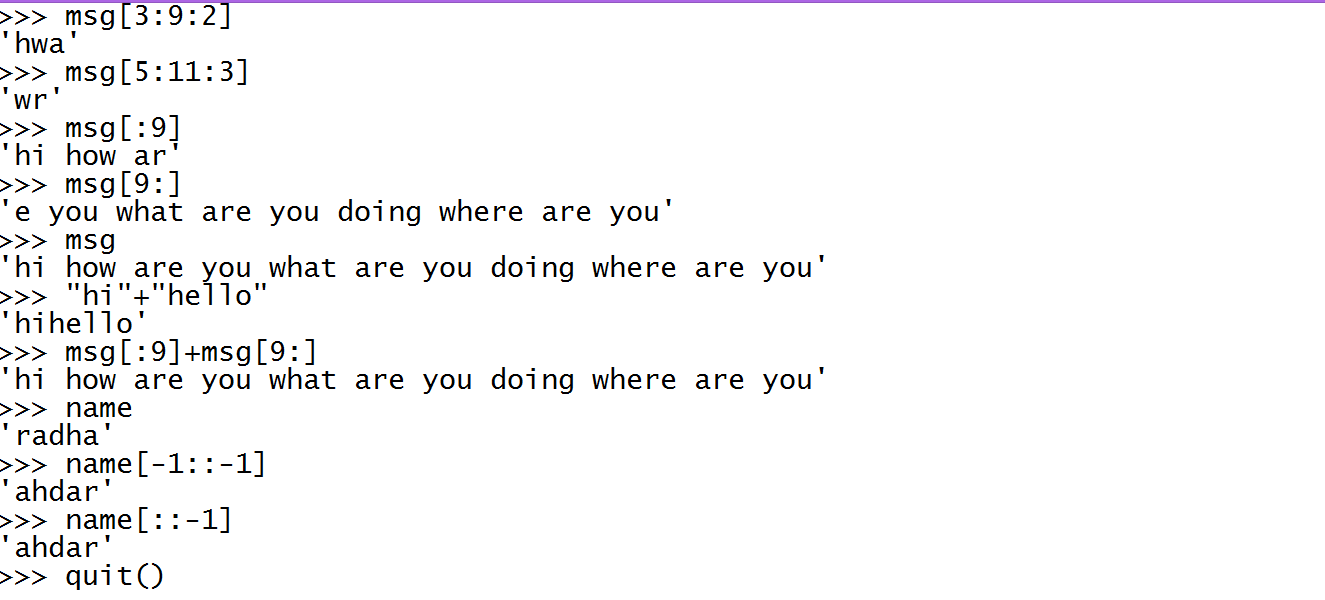 >>> msg[3:9:2]
'hwa'
>>> msg[5:11:3]
'wr'
>>> msg[:9]
'hi how ar'
>>> msg[9:]
'e you what are you doing where are you'
>>> msg
'hi how are you what are you doing where are you'
>>> "hi"+"hello"
'hihello'
>>> msg[:9]+msg[9:]
'hi how are you what are you doing where are you'
>>> name
'radha'
>>> name[-1::-1]
'ahdar'
>>> name[::-1]
'ahdar'
>>> quit()